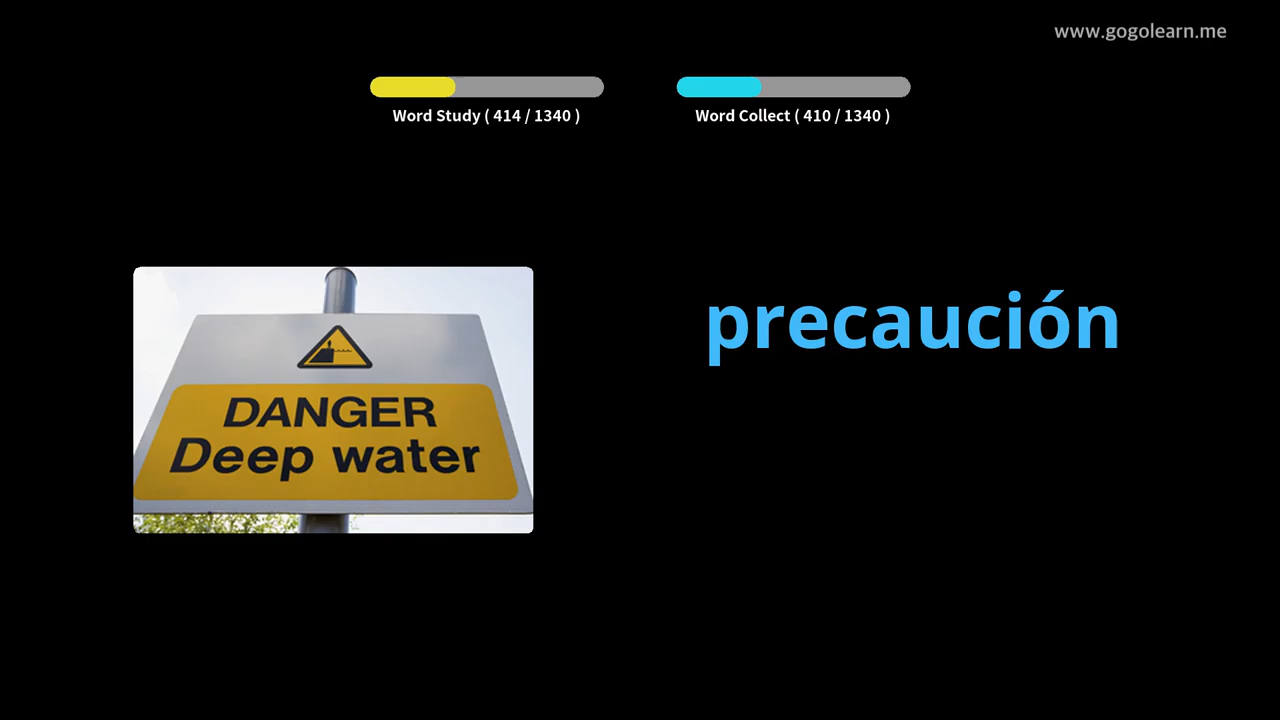 www.gogolearn.me
Word Study ( 414 / 1340 )
Word Collect ( 410 / 1340 )
DANGER
Deep water
precaución